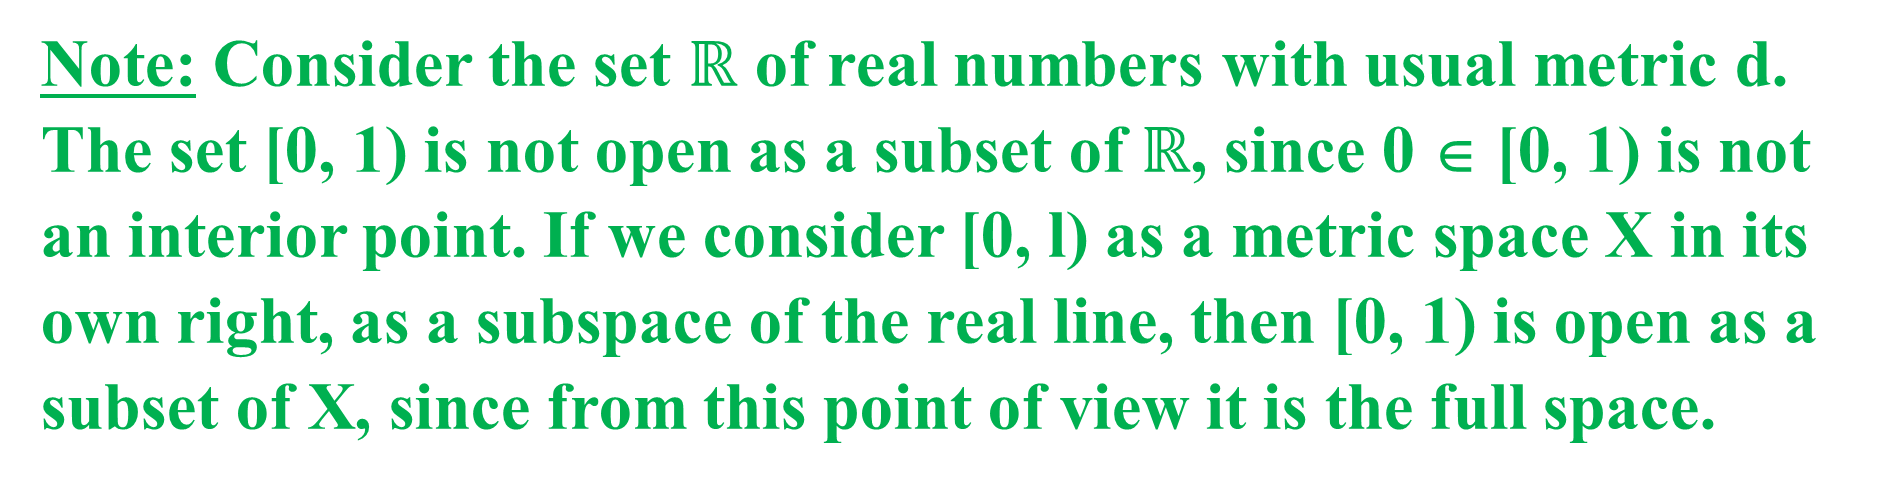 Note: Consider the set ℝ of real numbers with usual metric d.
The set [0, 1) is not open as a subset of ℝ, since 0 ∈ [0, 1) is not
an interior point. If we consider [0, l) as a metric space X in its
own right, as a subspace of the real line, then [0, 1) is open as a
subset of X, since from this point of view it is the full space.